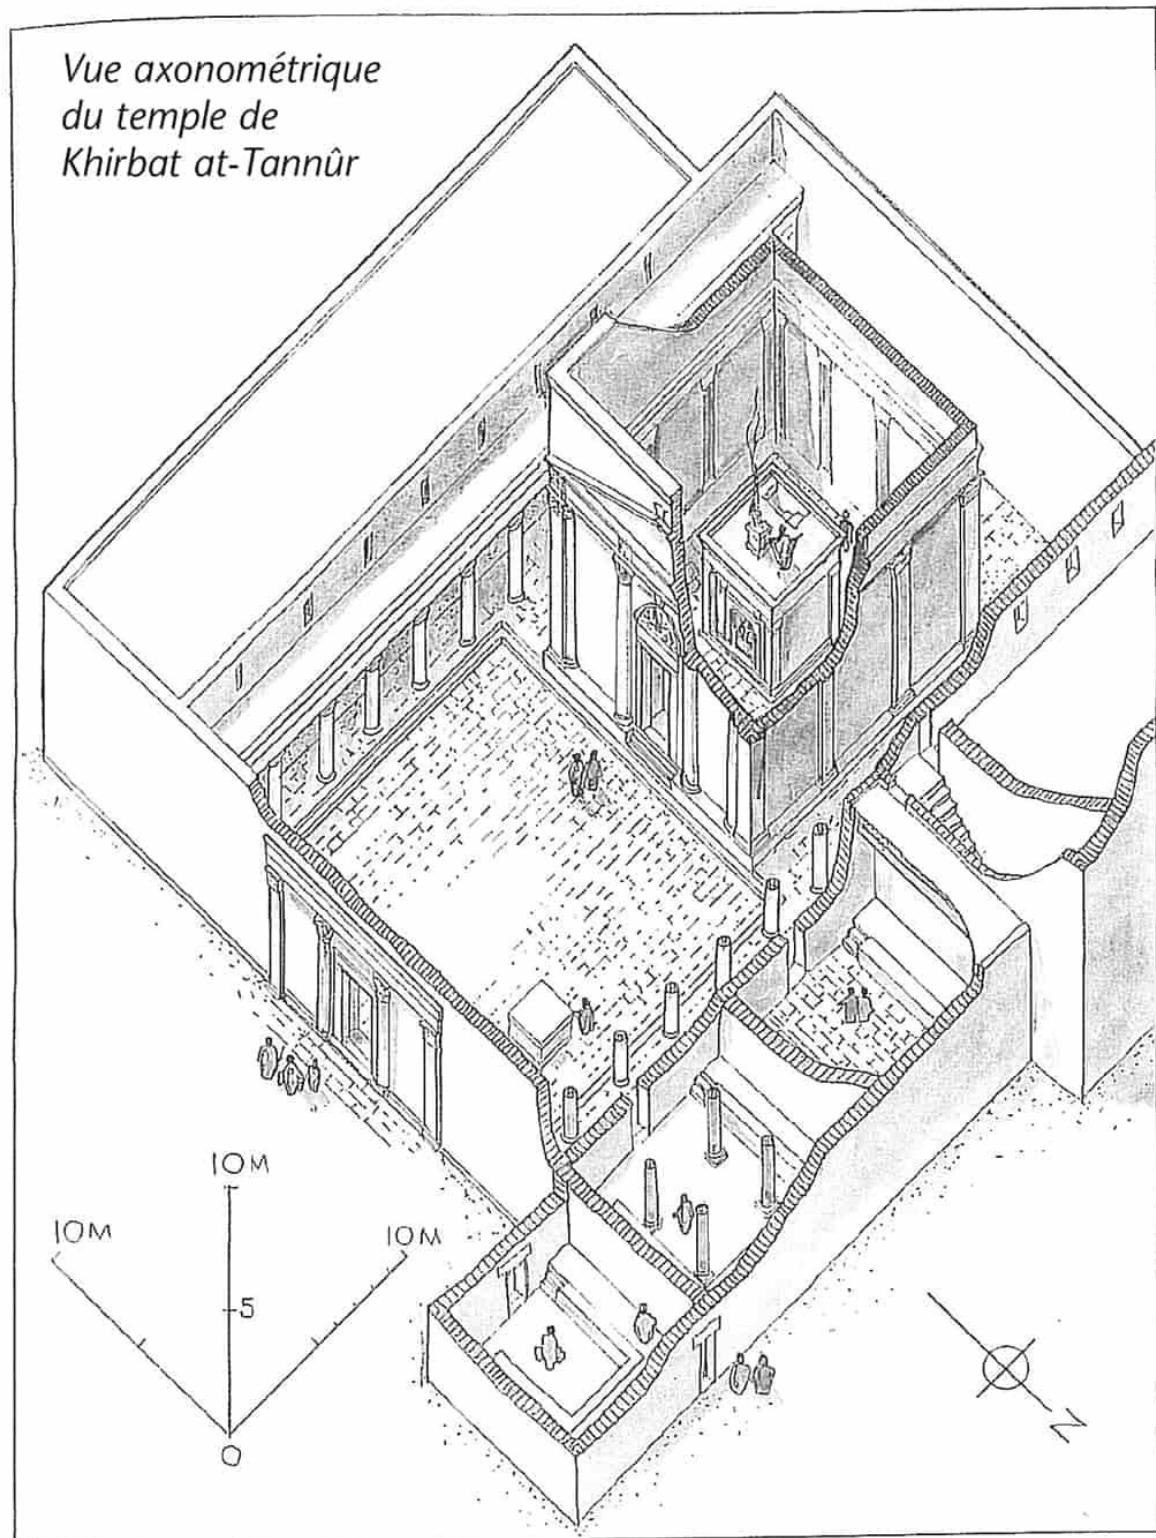 Vue axonométrique
du temple de
Khirbat at-Tannûr
10M
10M
10M
5
0
N